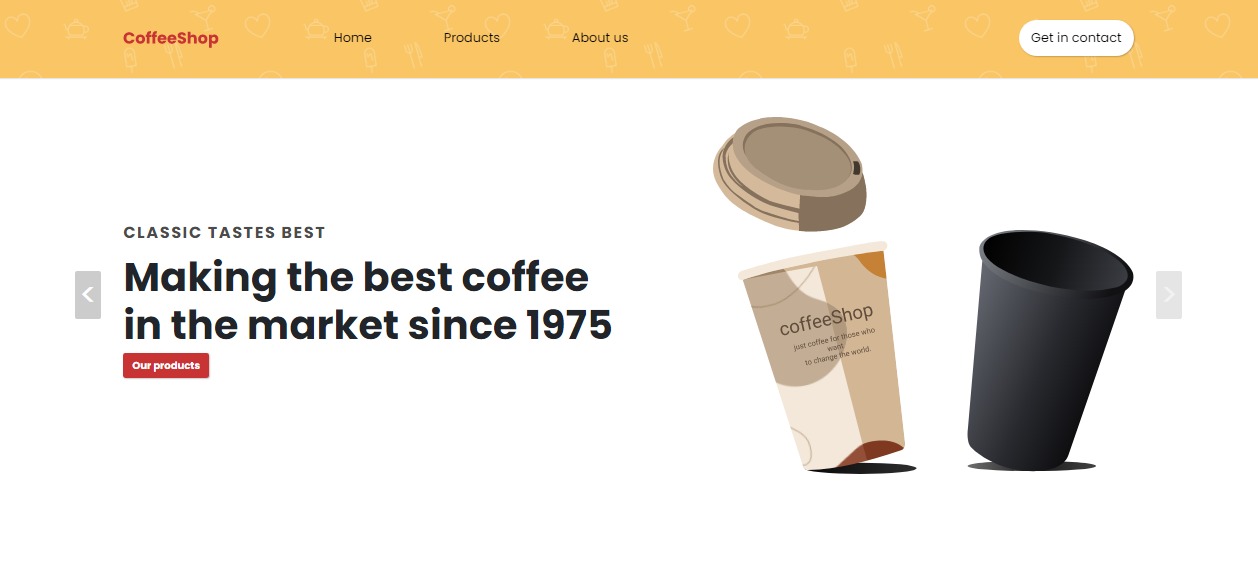 CoffeeShop
Home
Products
About us
Get in contact
CLASSIC TASTES BEST
Making the best coffee
in the market since 1975
Our products
coffeeShop
just coffee for those who
want
to change the world.